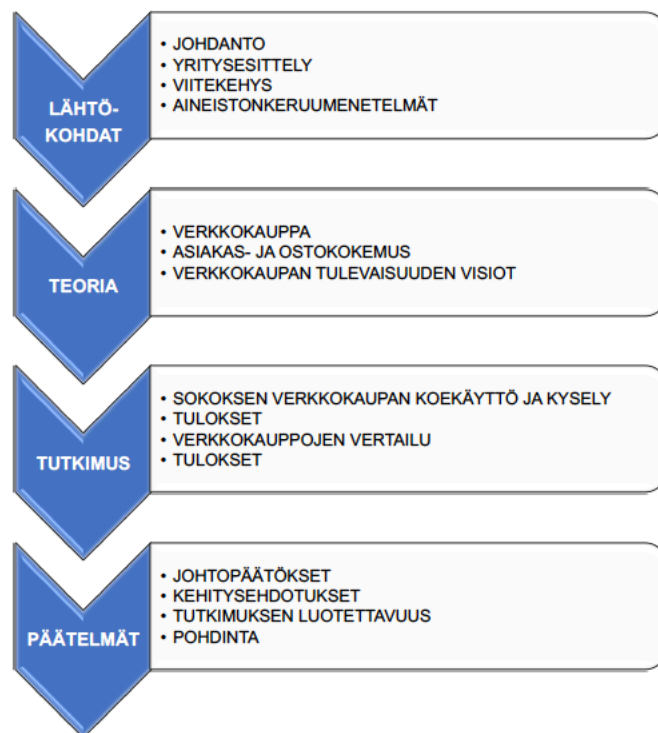 LÄHTÖ-
KOHDAT
• JOHDANTO
• YRITYSESITTELY
• VIITEKEHYS
• AINEISTONKERUUMENETELMÄT
TEORIA
• VERKKOKAUPPA
• ASIAKAS- JA OSTOKOKEMUS
• VERKKOKAUPAN TULEVAISUUDEN VISIOT
TUTKIMUS
• SOKOKSEN VERKKOKAUPAN KOEKÄYTTÖ JA KYSELY
• TULOKSET
• VERKKOKAUPPOJEN VERTAILU
• TULOKSET
PÄÄTELMÄT
• JOHTOPÄÄTÖKSET
• KEHITYSEHDOTUKSET
• TUTKIMUKSEN LUOTETTAVUUS
• POHDINTA